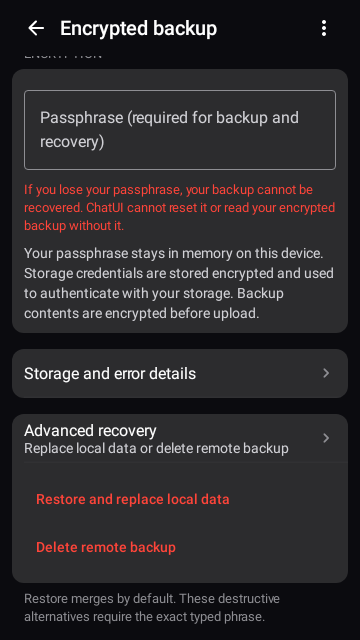 Encrypted backup
ENCRYPTION
Passphrase (required for backup and
recovery)
If you lose your passphrase, your backup cannot be
recovered. ChatUI cannot reset it or read your encrypted
backup without it.
Your passphrase stays in memory on this device.
Storage credentials are stored encrypted and used
to authenticate with your storage. Backup
contents are encrypted before upload.
Storage and error details
Advanced recovery
Replace local data or delete remote backup
Restore and replace local data
Delete remote backup
Restore merges by default. These destructive
alternatives require the exact typed phrase.